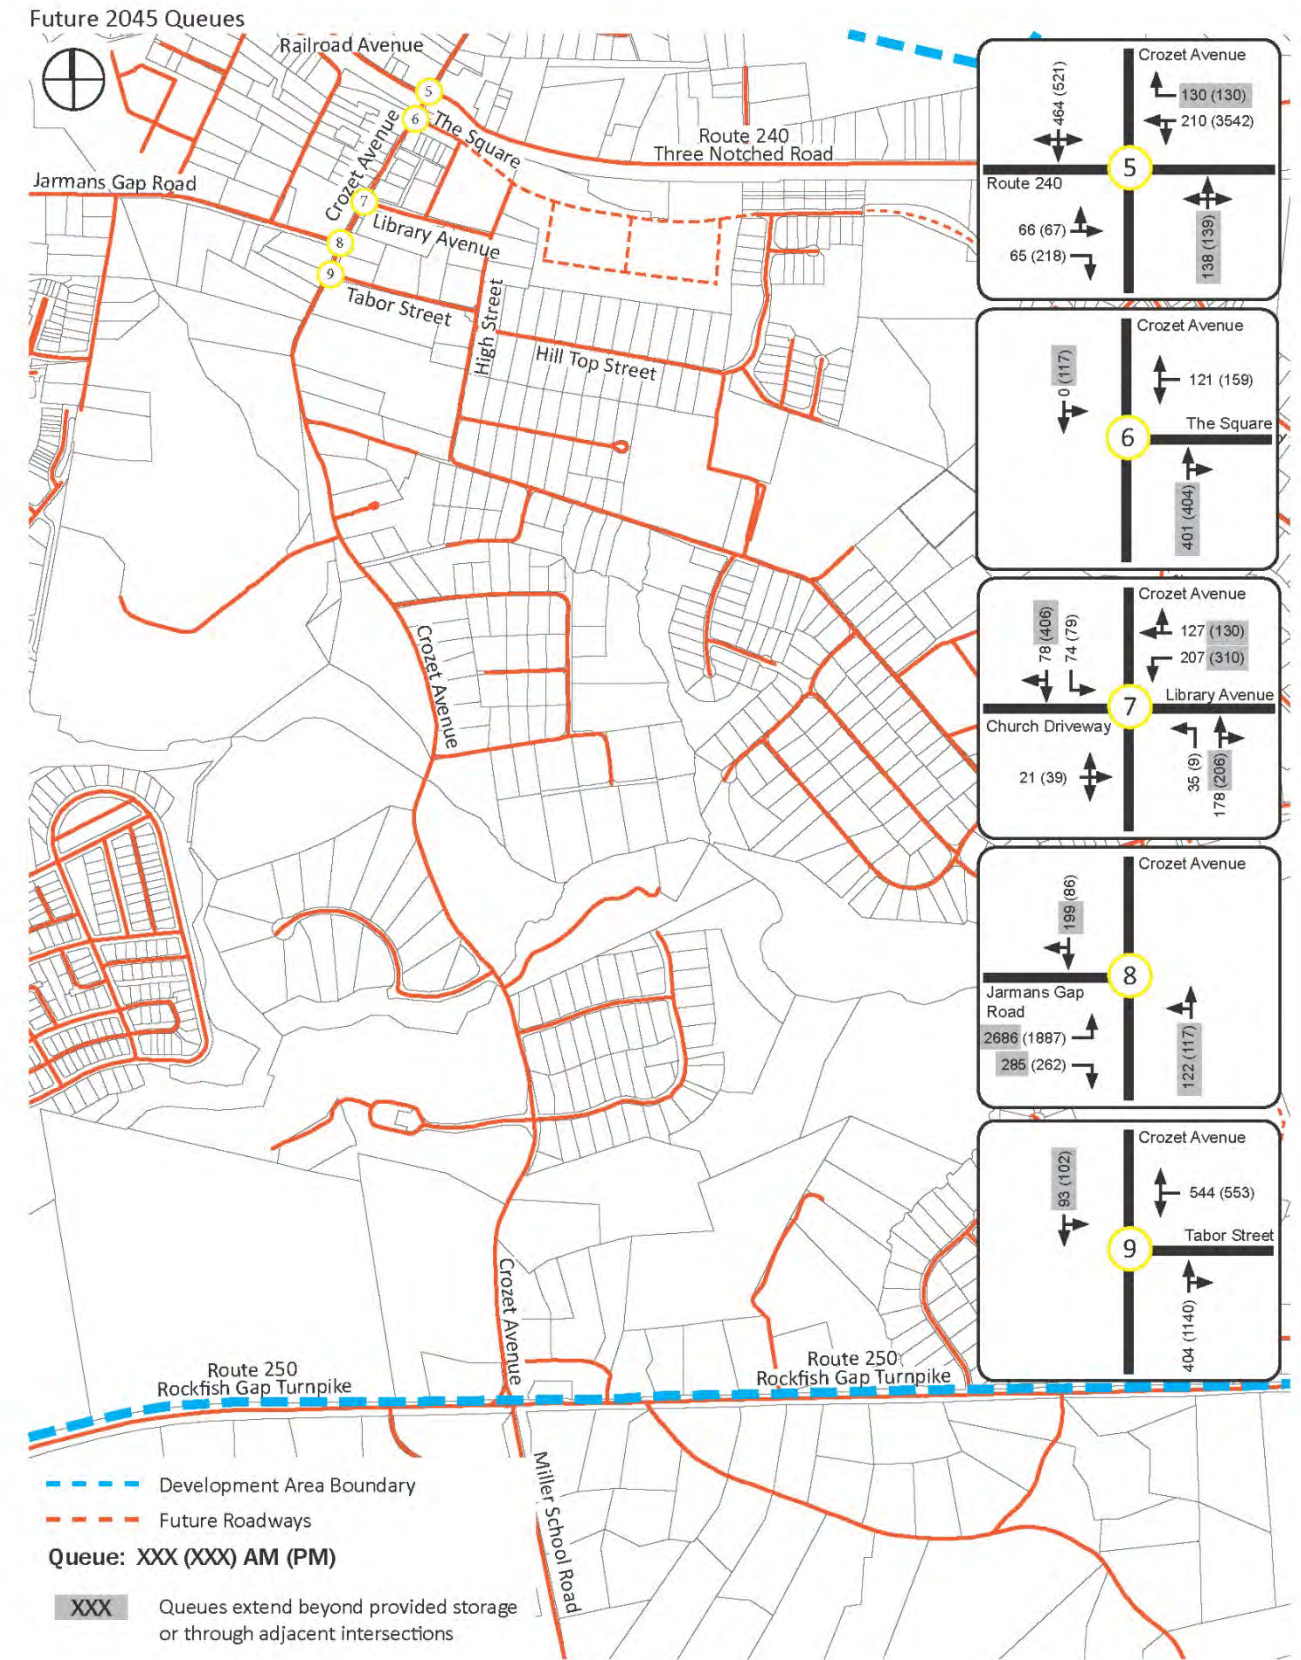 Future 2045 Queues
Railroad Avenue
5
6
The Square
Crozet Avenue
Route 240
Three Notched Road
Jarmans Gap Road
7
Library Avenue
8
9
Tabor Street
High Street
Hill Top Street
Crozet Avenue
Crozet Avenue
Route 250
Rockfish Gap Turnpike
Route 250
Rockfish Gap Turnpike
Miller School Road
Crozet Avenue
464 (521)
130 (130)
210 (3542)
5
Route 240
66 (67)
65 (218)
138 (139)
Crozet Avenue
0 (117)
121 (159)
The Square
6
401 (404)
Crozet Avenue
78 (406)
74 (79)
127 (130)
207 (310)
Library Avenue
7
Church Driveway
21 (39)
35 (9)
178 (206)
Crozet Avenue
199 (86)
8
Jarmans Gap
Road
2686 (1887)
285 (262)
122 (117)
Crozet Avenue
93 (102)
544 (553)
Tabor Street
9
404 (1140)
Development Area Boundary
Future Roadways
Queue: XXX (XXX) AM (PM)
XXX
Queues extend beyond provided storage
or through adjacent intersections